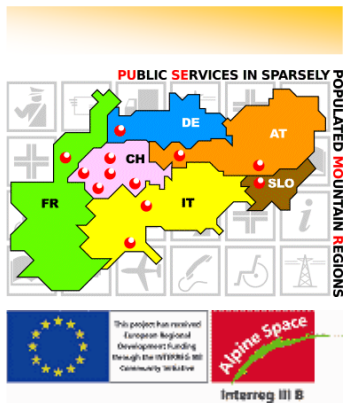 PUBLIC SERVICES IN SPARSELY
POPULATED MOUNTAIN REGIONS
DE
AT
CH
SLO
FR
IT
i
This project has received
European Regional
Development Funding
through the INTERREG III B
Community Initiative
Alpine Space
Interreg III B